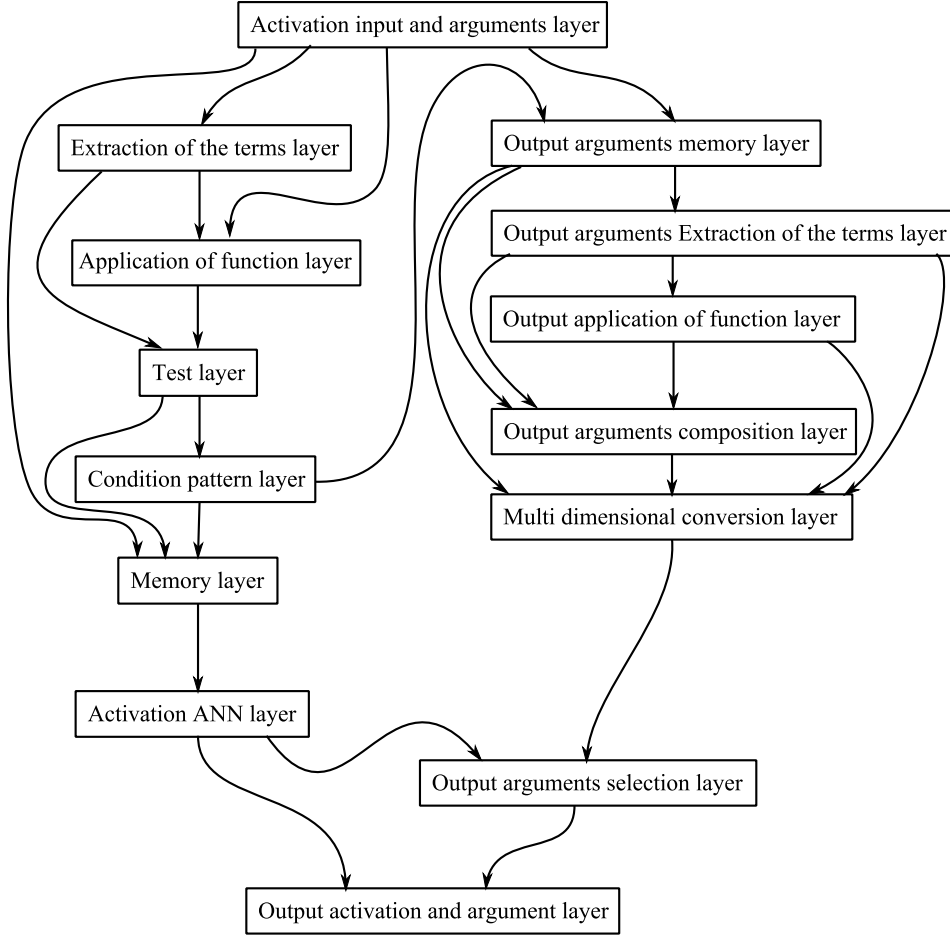 Activation input and arguments layer
Extraction of the terms layer
Application of function layer
Test layer
Condition pattern layer
Memory layer
Activation ANN layer
Output arguments memory layer
Output arguments Extraction of the terms layer
Output application of function layer
Output arguments composition layer
Multi dimensional conversion layer
Output arguments selection layer
Output activation and argument layer